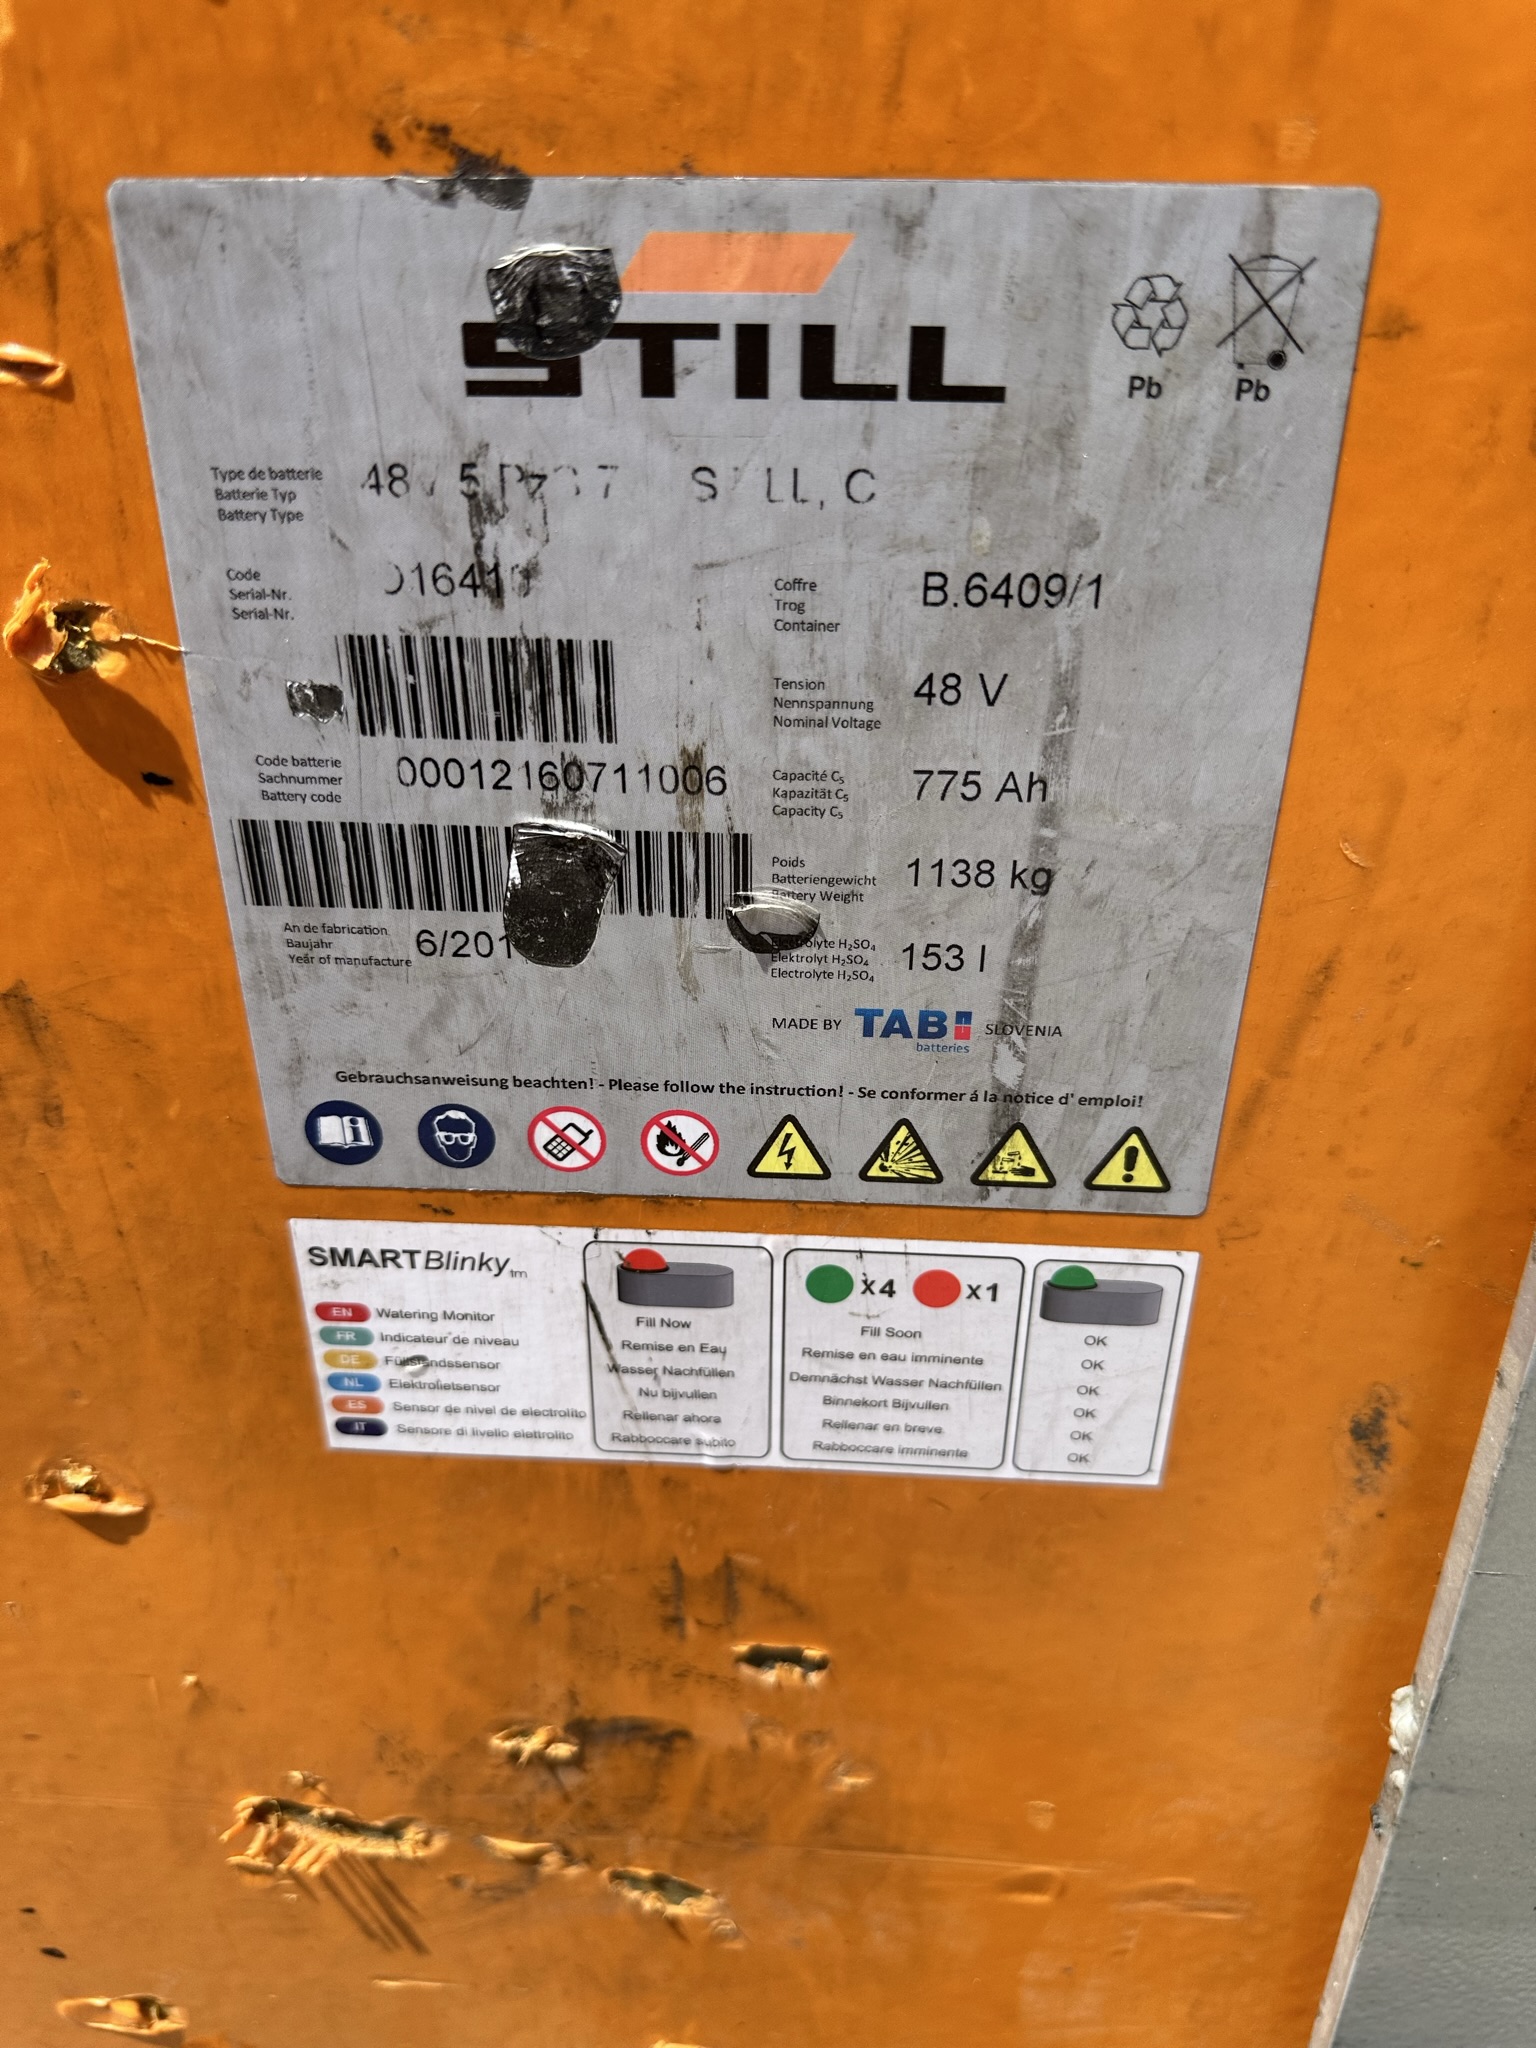 STILL
Pb
Pb
Type de batterie
Batterie Typ
Battery Type
Code
Serial-Nr.
Serial-Nr.
Coffre
Trog
Container
B.6409/1
Tension
Nennspannung
Nominal Voltage
48 V
Code batterie
Sachnummer
Battery code
00012160711006
Capacité C₅
Kapazität C₅
Capacity C₅
775 Ah
Poids
Batteriengewicht
Battery Weight
1138 kg
An de fabrication
Baujahr
Year of manufacture
Electrolyte H₂SO₄
Elektrolyt H₂SO₄
Electrolyte H₂SO₄
153 l
MADE BY TAB SLOVENIA
batteries
Gebrauchsanweisung beachten! - Please follow the instruction! - Se conformer á la notice d' emploi!
SMARTBlinky tm
EN Watering Monitor
FR Indicateur de niveau
DE Füllstandssensor
NL Elektrolietsensor
ES Sensor de nivel de electrolito
IT Sensore di livello elettrolito
Fill Now
Remise en Eau
Wasser Nachfüllen
Nu bijvullen
Rellenar ahora
Rabboccare subito
x4 x1
Fill Soon
Remise en eau imminente
Demnächst Wasser Nachfüllen
Binnekort Bijvullen
Rellenar en breve
Rabboccare imminente
OK
OK
OK
OK
OK
OK